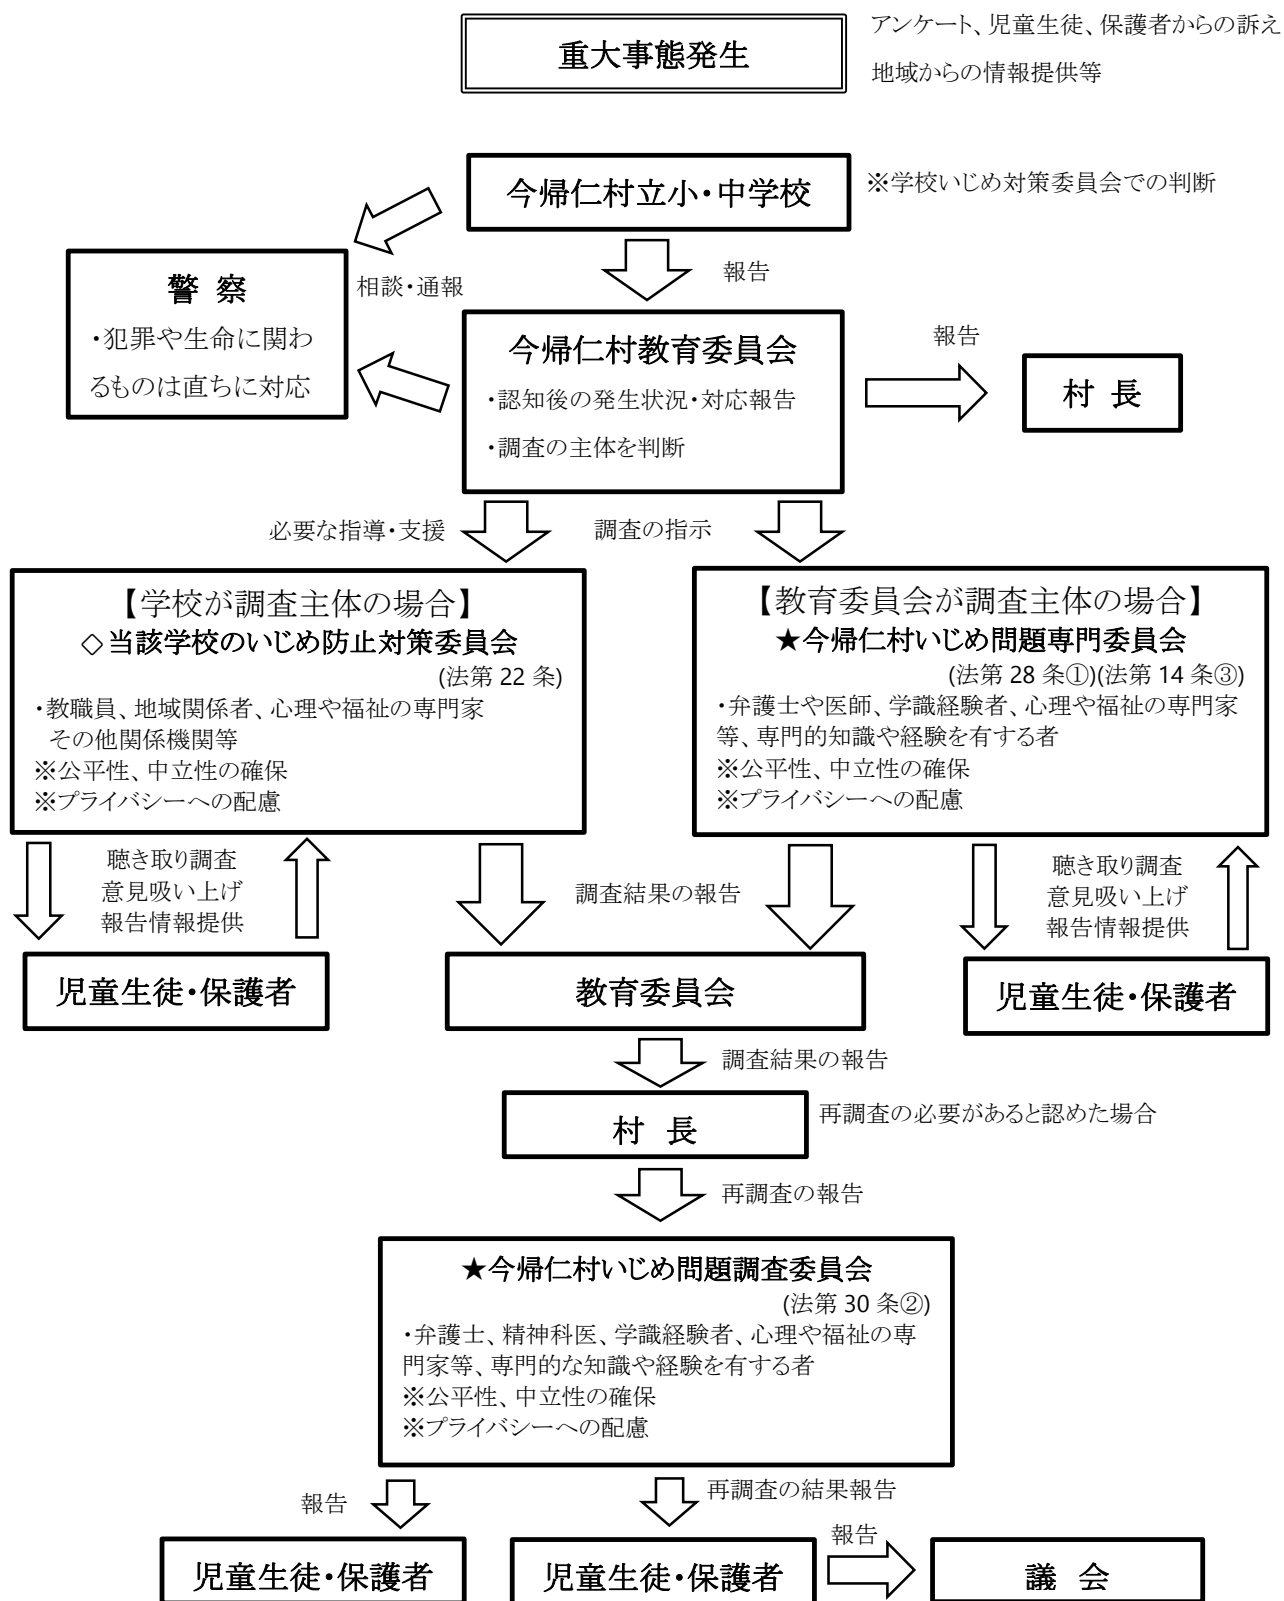 重大事態発生
アンケート、児童生徒、保護者からの訴え
地域からの情報提供等
今帰仁村立小・中学校
※学校いじめ対策委員会での判断
警 察
・犯罪や生命に関わ
るものは直ちに対応
相談・通報
報告
今帰仁村教育委員会
・認知後の発生状況・対応報告
・調査の主体を判断
報告
村 長
必要な指導・支援
調査の指示
【学校が調査主体の場合】
◇当該学校のいじめ防止対策委員会
(法第 22 条)
・教職員、地域関係者、心理や福祉の専門家
その他関係機関等
※公平性、中立性の確保
※プライバシーへの配慮
【教育委員会が調査主体の場合】
★今帰仁村いじめ問題専門委員会
(法第 28 条①)(法第 14 条③)
・弁護士や医師、学識経験者、心理や福祉の専門家
等、専門的知識や経験を有する者
※公平性、中立性の確保
※プライバシーへの配慮
聴き取り調査
意見吸い上げ
報告情報提供
調査結果の報告
聴き取り調査
意見吸い上げ
報告情報提供
児童生徒・保護者
教育委員会
児童生徒・保護者
調査結果の報告
村 長
再調査の必要があると認めた場合
再調査の報告
★今帰仁村いじめ問題調査委員会
(法第 30 条②)
・弁護士、精神科医、学識経験者、心理や福祉の専
門家等、専門的な知識や経験を有する者
※公平性、中立性の確保
※プライバシーへの配慮
報告
再調査の結果報告
児童生徒・保護者
児童生徒・保護者
報告
議 会